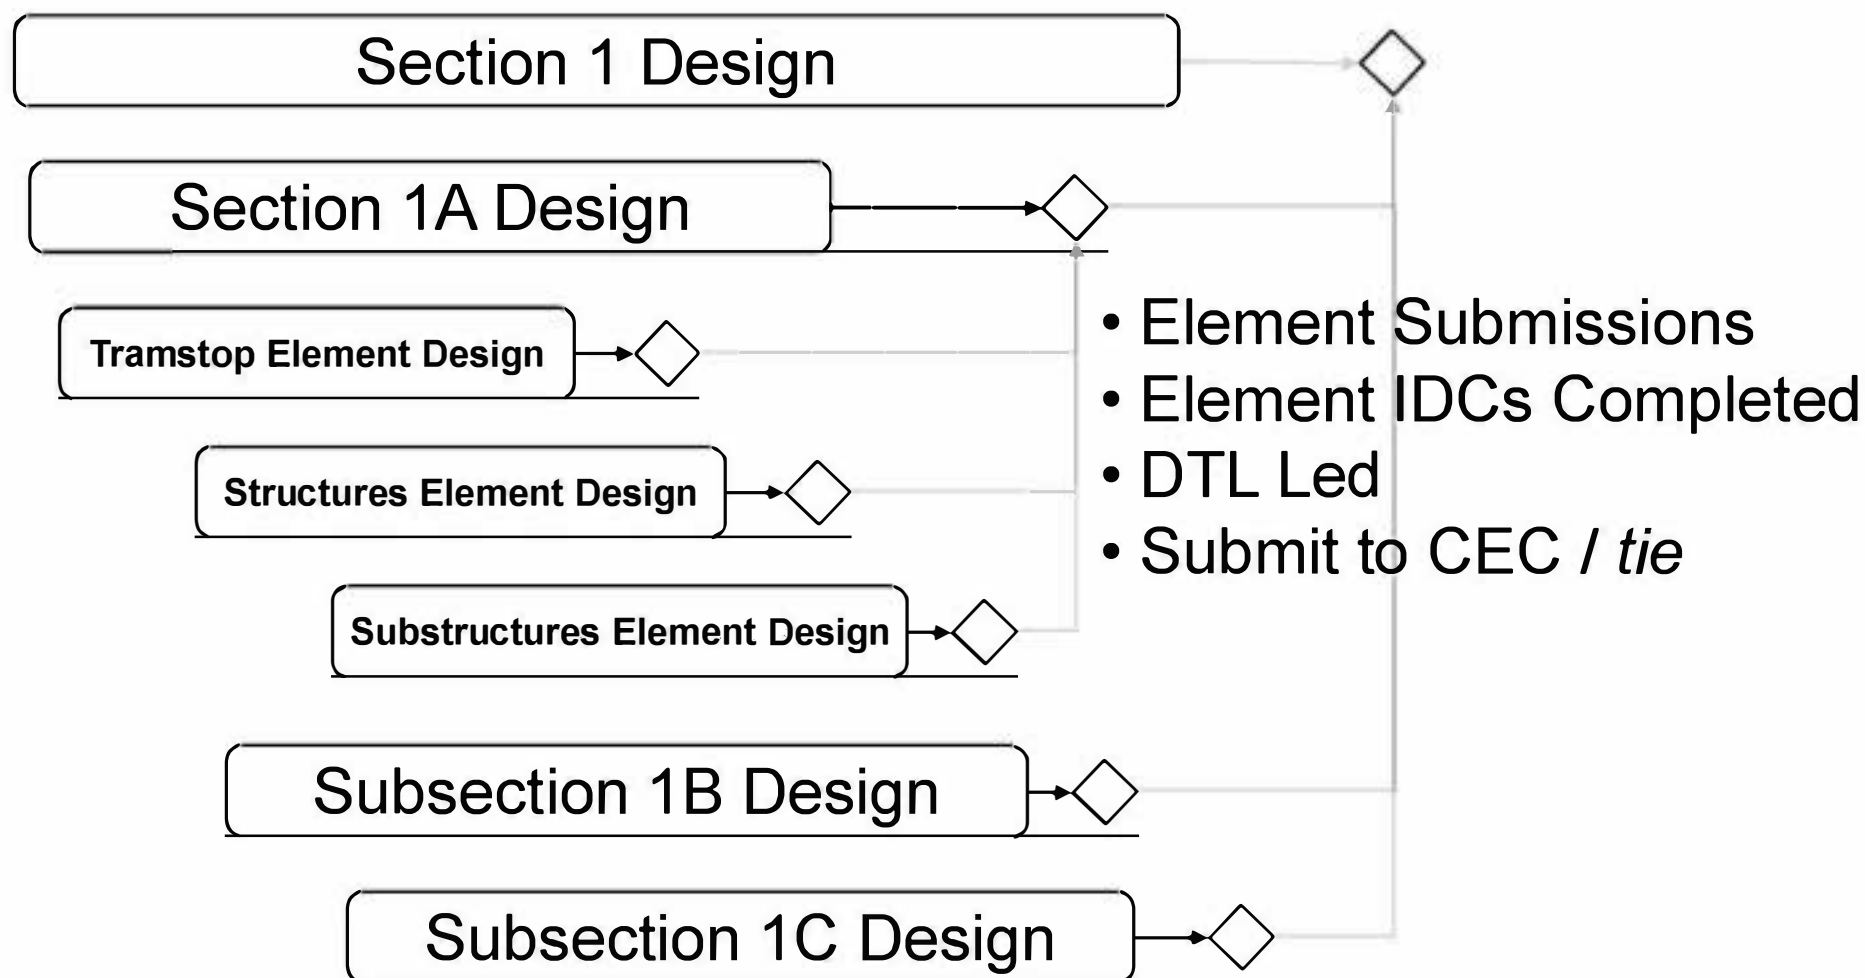 Section 1 Design
Section 1A Design
Tramstop Element Design
Structures Element Design
Substructures Element Design
• Element Submissions
• Element IDCs Completed
• DTL Led
• Submit to CEC / tie
Subsection 1B Design
Subsection 1C Design